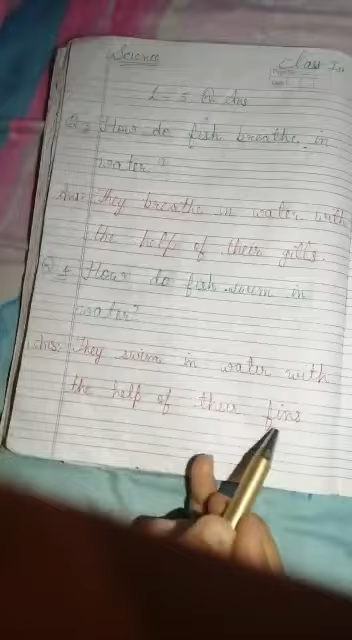 Science
Class I
L-5 Q Ans
Q.3 How do fish breathe in
water?
Ans: They breathe in water with
the help of their gills.
Q.4 How do fish swim in
water?
Ans: They swim in water with
the help of their fins